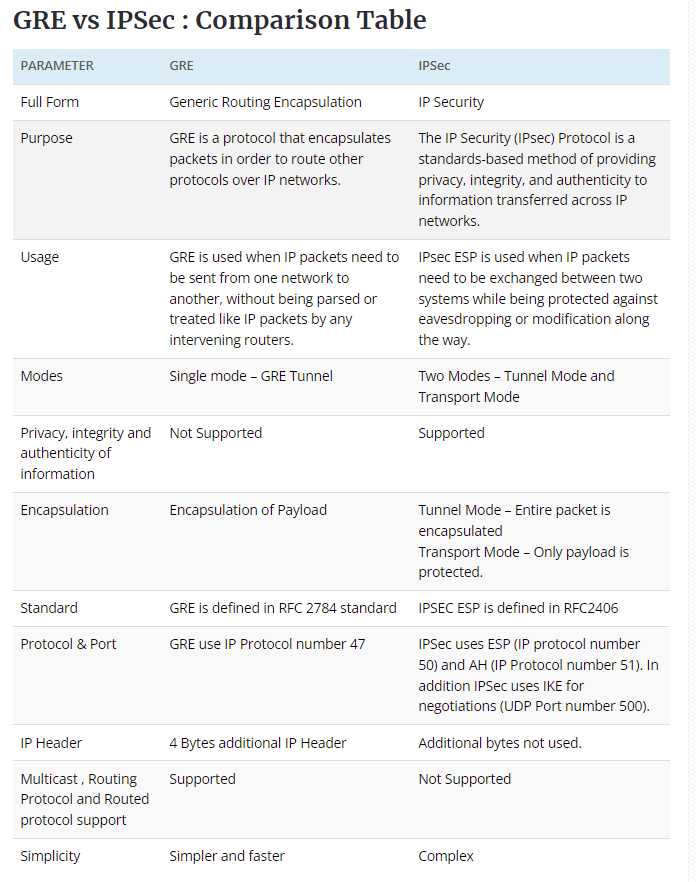 GRE vs IPSec : Comparison Table
PARAMETER GRE IPSec
Full Form Generic Routing Encapsulation IP Security
Purpose GRE is a protocol that encapsulates The IP Security (IPsec) Protocol is a
packets in order to route other standards-based method of providing
protocols over IP networks. privacy, integrity, and authenticity to
information transferred across IP
networks.
Usage GRE is used when IP packets need to IPsec ESP is used when IP packets
be sent from one network to need to be exchanged between two
another, without being parsed or systems while being protected against
treated like IP packets by any eavesdropping or modification along
intervening routers. the way.
Modes Single mode – GRE Tunnel Two Modes – Tunnel Mode and
Transport Mode
Privacy, integrity and Not Supported Supported
authenticity of
information
Encapsulation Encapsulation of Payload Tunnel Mode – Entire packet is
encapsulated
Transport Mode – Only payload is
protected.
Standard GRE is defined in RFC 2784 standard IPSEC ESP is defined in RFC2406
Protocol & Port GRE use IP Protocol number 47 IPSec uses ESP (IP protocol number
50) and AH (IP Protocol number 51). In
addition IPSec uses IKE for
negotiations (UDP Port number 500).
IP Header 4 Bytes additional IP Header Additional bytes not used.
Multicast , Routing Supported Not Supported
Protocol and Routed
protocol support
Simplicity Simpler and faster Complex